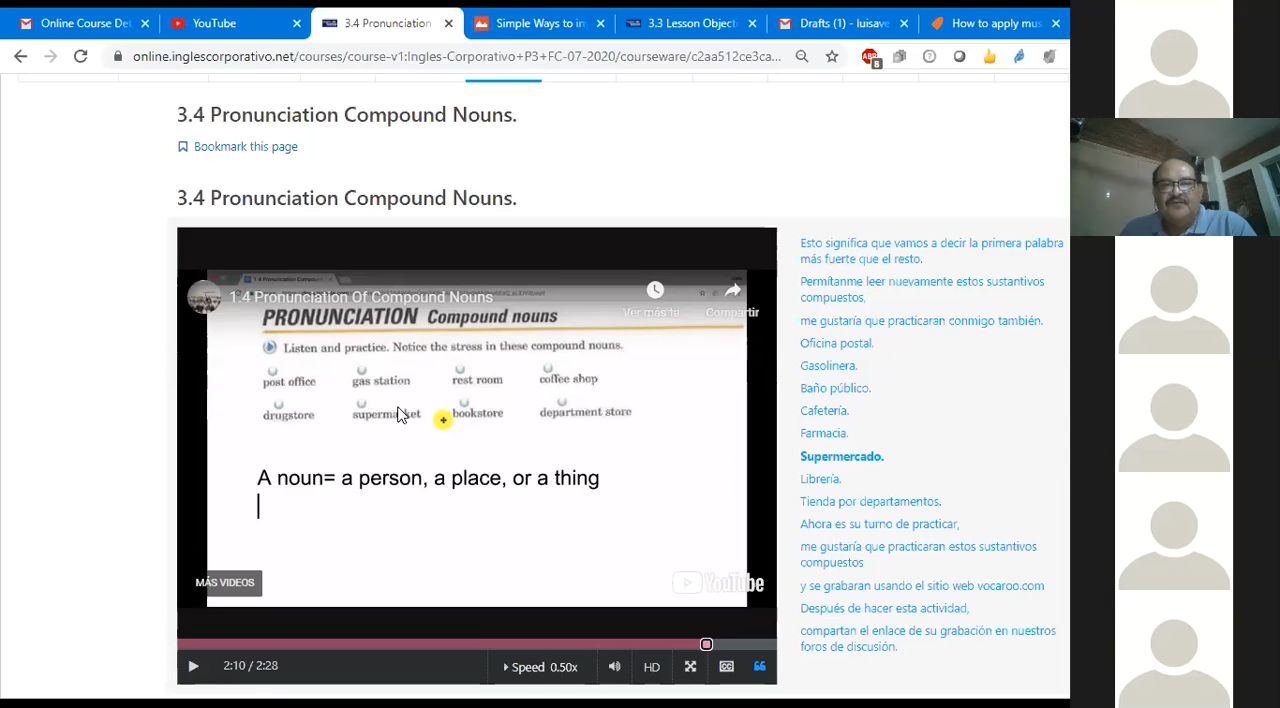 Online Course Det
YouTube
3.4 Pronunciation
Simple Ways to in
3.3 Lesson Object
Drafts (1) - luisave
How to apply mus
online.inglescorporativo.net/courses/course-v1:Ingles-Corporativo+P3+FC-07-2020/courseware/c2aa512ce3ca...
3.4 Pronunciation Compound Nouns.
Bookmark this page
3.4 Pronunciation Compound Nouns.
1.4 Pronunciation Of Compound Nouns
Ver más ta
Compartir
PRONUNCIATION Compound nouns
Listen and practice. Notice the stress in these compound nouns.
post office gas station rest room coffee shop
drugstore supermarket bookstore department store
A noun= a person, a place, or a thing
MÁS VIDEOS
YouTube
2:10 / 2:28
Speed 0.50x
HD
CC
Esto significa que vamos a decir la primera palabra
más fuerte que el resto.
Permítanme leer nuevamente estos sustantivos
compuestos,
me gustaría que practicaran conmigo también.
Oficina postal.
Gasolinera.
Baño público.
Cafetería.
Farmacia.
Supermercado.
Librería.
Tienda por departamentos.
Ahora es su turno de practicar,
me gustaría que practicaran estos sustantivos
compuestos
y se grabaran usando el sitio web vocaroo.com
Después de hacer esta actividad,
compartan el enlace de su grabación en nuestros
foros de discusión.